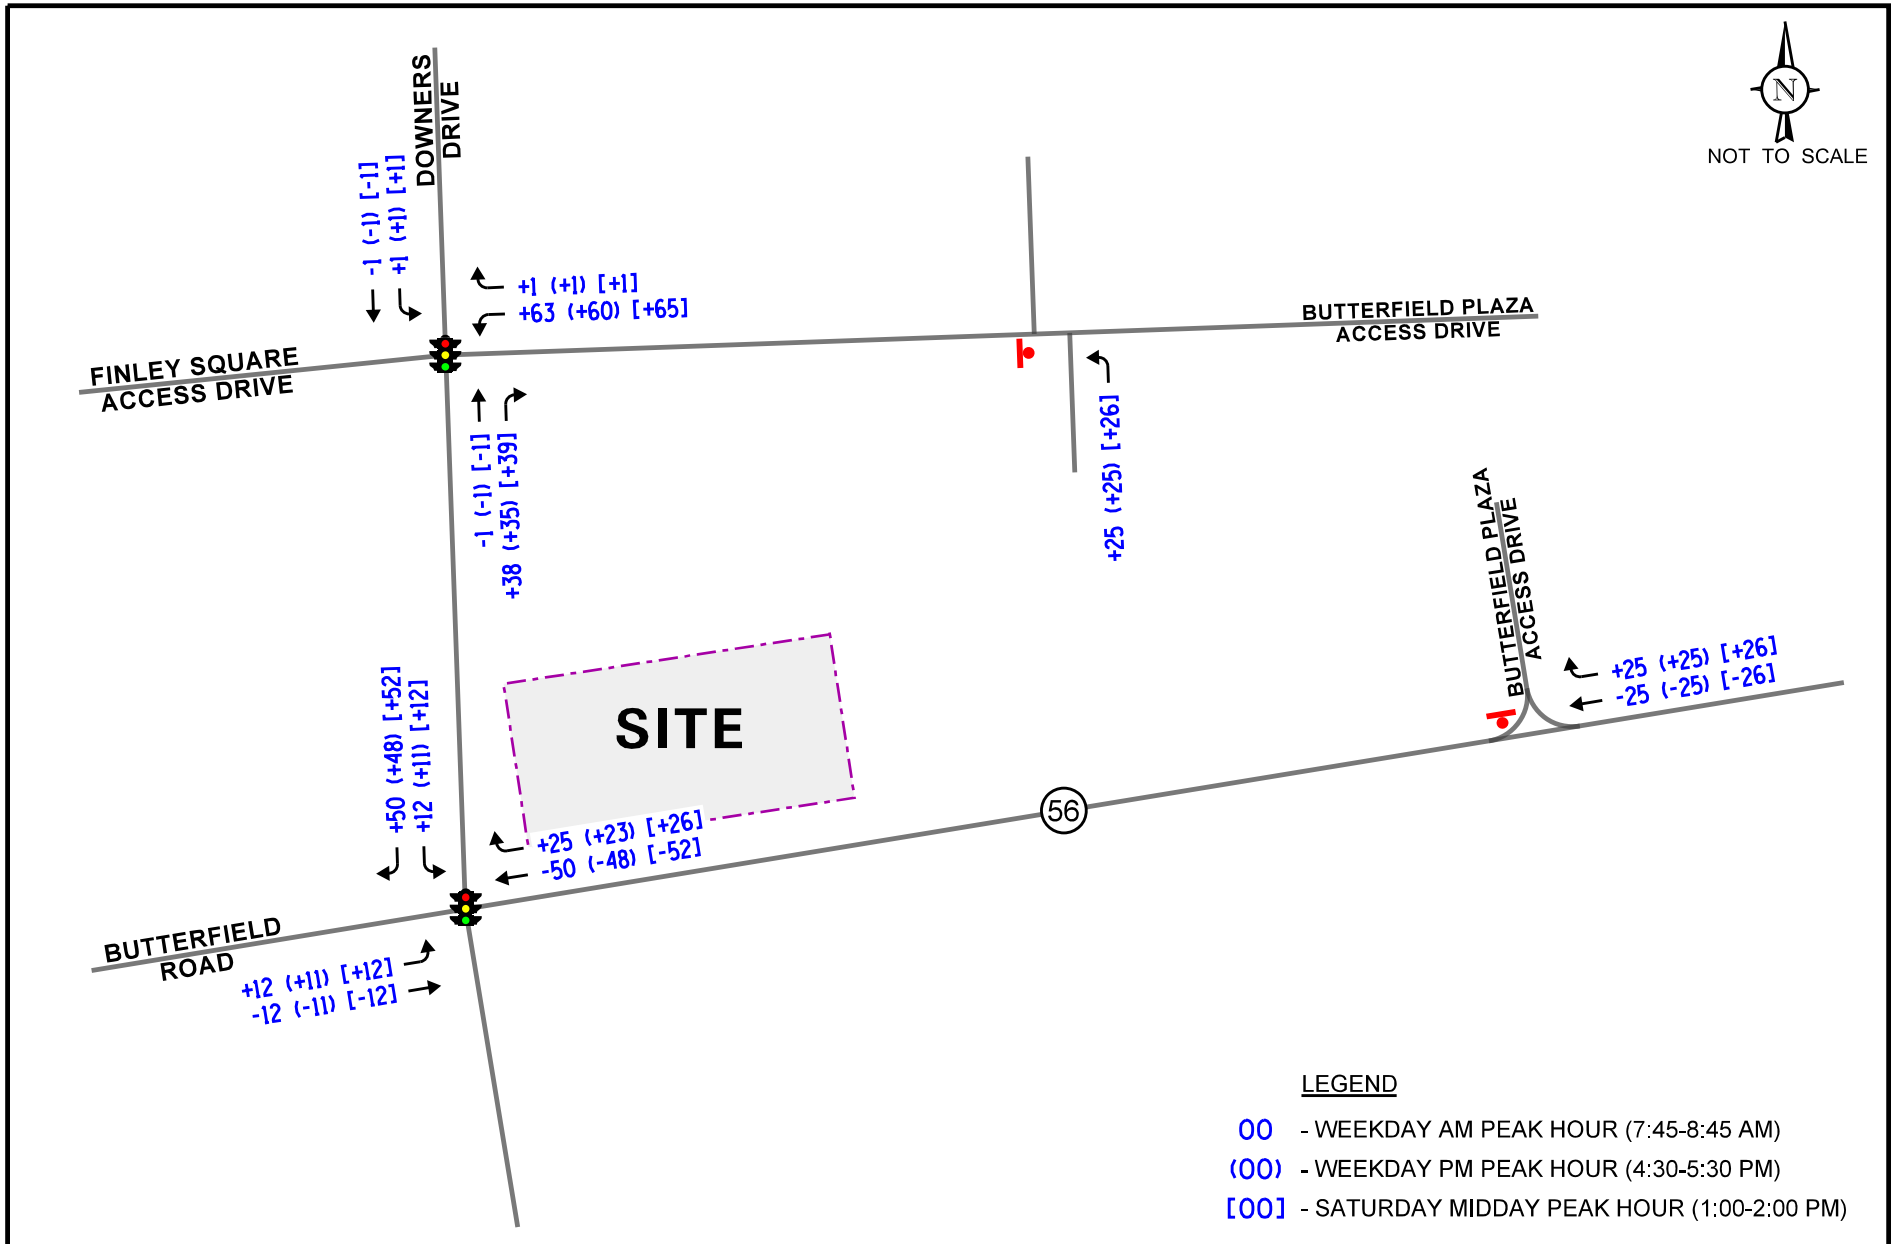 DOWNERS
DRIVE
N
NOT TO SCALE
-1 (-1) [-1]
+1 (+1) [+1]
+1 (+1) [+1]
+63 (+60) [+65]
BUTTERFIELD PLAZA
ACCESS DRIVE
FINLEY SQUARE
ACCESS DRIVE
-1 (-1) [-1]
+38 (+35) [+39]
+25 (+25) [+26]
BUTTERFIELD PLAZA
ACCESS DRIVE
+25 (+25) [+26]
-25 (-25) [-26]
SITE
+50 (+48) [+52]
+12 (+11) [+12]
+25 (+23) [+26]
-50 (-48) [-52]
56
BUTTERFIELD
ROAD
+12 (+11) [+12]
-12 (-11) [-12]
LEGEND
00 - WEEKDAY AM PEAK HOUR (7:45-8:45 AM)
(00) - WEEKDAY PM PEAK HOUR (4:30-5:30 PM)
[00] - SATURDAY MIDDAY PEAK HOUR (1:00-2:00 PM)